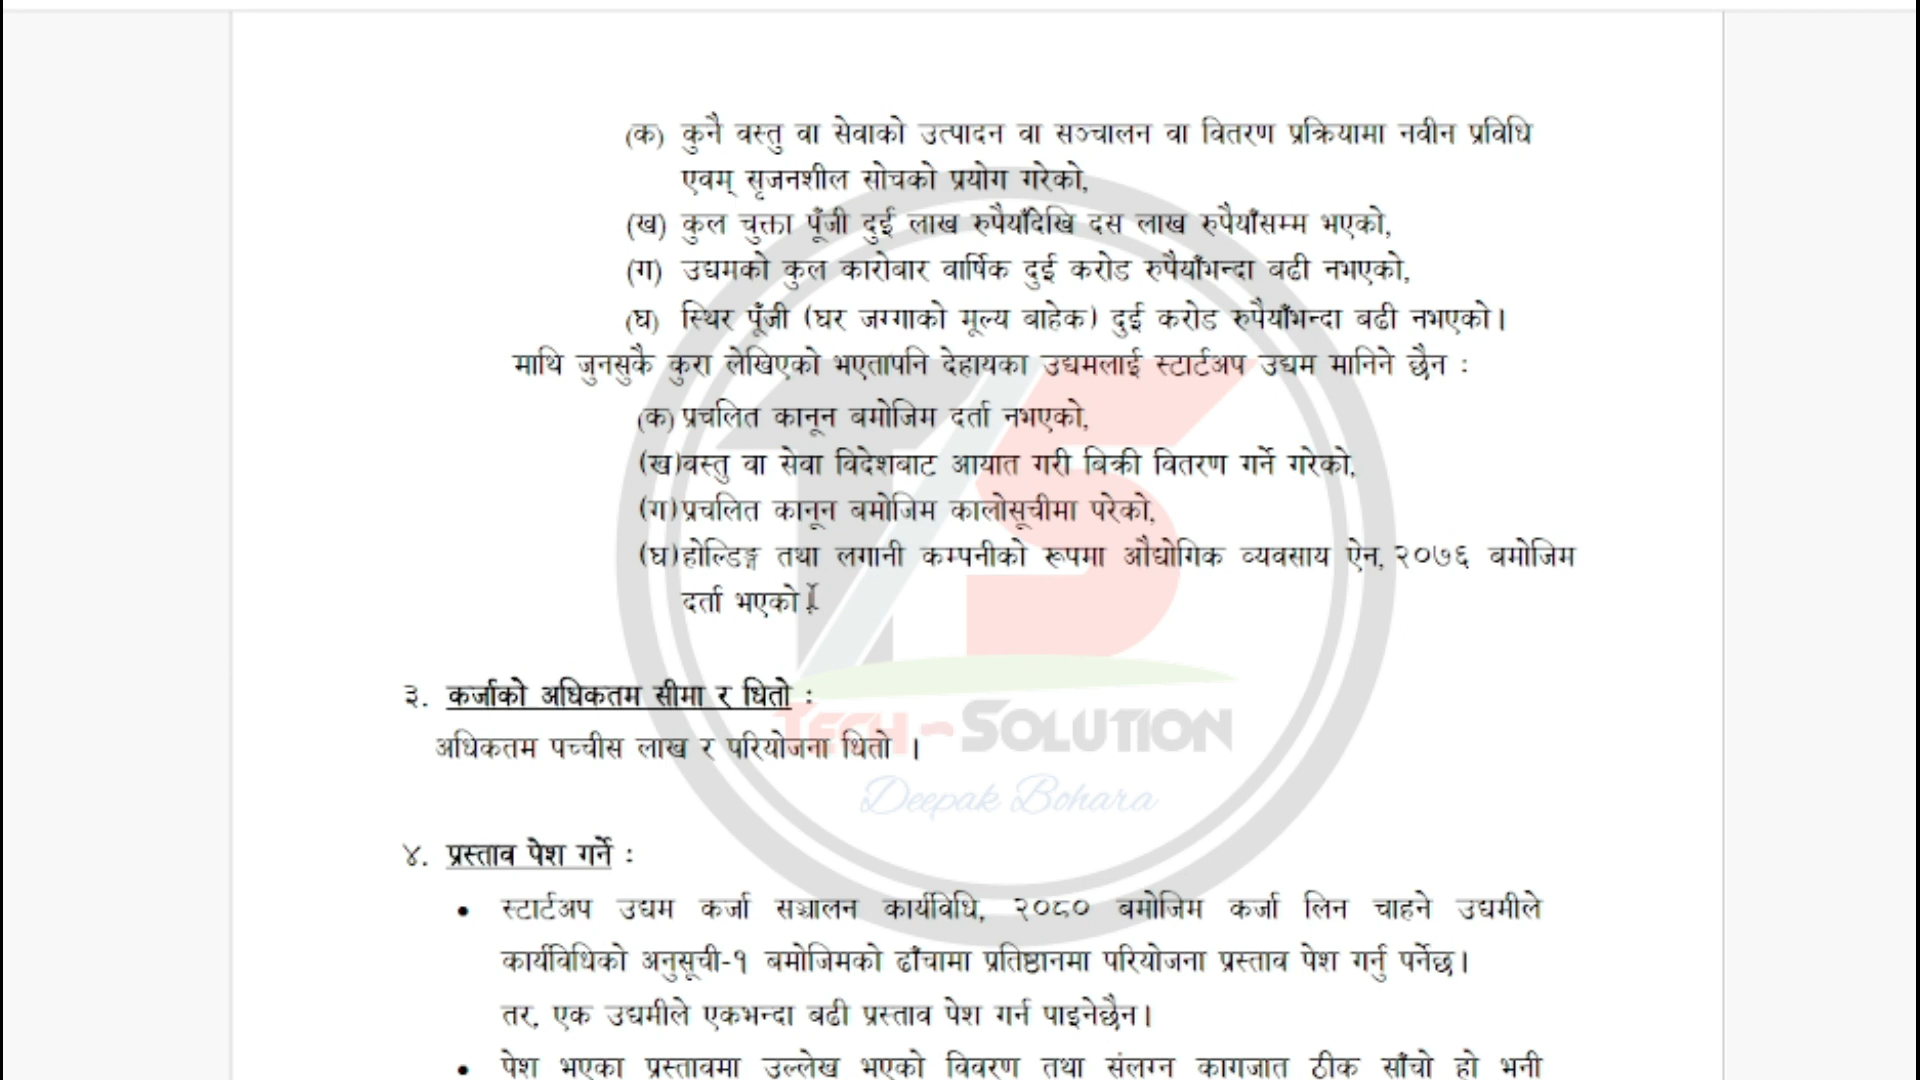 (क) कुनै वस्तु वा सेवाको उत्पादन वा सञ्चालन वा वितरण प्रक्रियामा नवीन प्रविधि
एवम् सृजनशील सोचको प्रयोग गरेको,
(ख) कुल चुक्ता पूँजी दुई लाख रुपैयाँदेखि दस लाख रुपैयाँसम्म भएको,
(ग) उद्यमको कुल कारोबार वार्षिक दुई करोड रुपैयाँभन्दा बढी नभएको,
(घ) स्थिर पूँजी (घर जग्गाको मूल्य बाहेक) दुई करोड रुपैयाँभन्दा बढी नभएको।
माथि जुनसुकै कुरा लेखिएको भएतापनि देहायका उद्यमलाई स्टार्टअप उद्यम मानिने छैन :
(क) प्रचलित कानून बमोजिम दर्ता नभएको,
(ख) वस्तु वा सेवा विदेशबाट आयात गरी बिक्री वितरण गर्ने गरेको,
(ग) प्रचलित कानून बमोजिम कालोसूचीमा परेको,
(घ) होल्डिङ्ग तथा लगानी कम्पनीको रूपमा औद्योगिक व्यवसाय ऐन, २०७६ बमोजिम
दर्ता भएको।
३. कर्जाको अधिकतम सीमा र धितो :
अधिकतम पच्चीस लाख र परियोजना धितो ।
TECH-SOLUTION
Deepak Bohara
४. प्रस्ताव पेश गर्ने :
• स्टार्टअप उद्यम कर्जा सञ्चालन कार्यविधि, २०८० बमोजिम कर्जा लिन चाहने उद्यमीले
कार्यविधिको अनुसूची-१ बमोजिमको ढाँचामा प्रतिष्ठानमा परियोजना प्रस्ताव पेश गर्नु पर्नेछ।
तर, एक उद्यमीले एकभन्दा बढी प्रस्ताव पेश गर्न पाइनेछैन।
• पेश भएका प्रस्तावमा उल्लेख भएको विवरण तथा संलग्न कागजात ठीक साँचो हो भनी